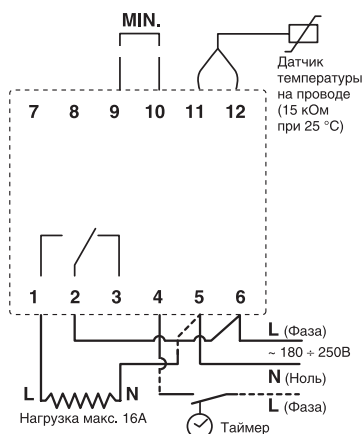 MIN.
Датчик
температуры
на проводе
(15 кОм
при 25 °C)
7 8 9 10 11 12
1 2 3 4 5 6
L (Фаза)
~ 180 ÷ 250В
N (Ноль)
L (Фаза)
L N
Нагрузка макс. 16А
Таймер